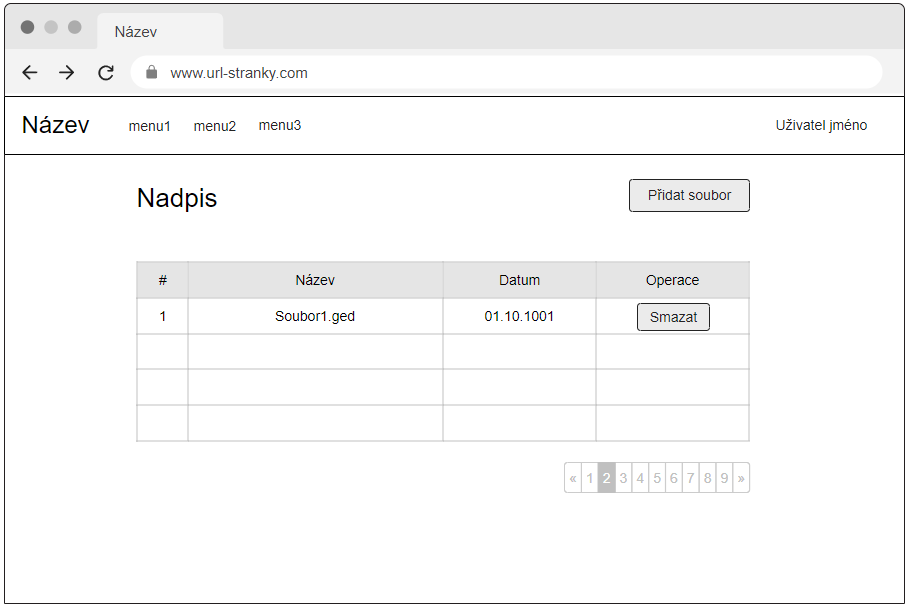 Název
www.url-stranky.com
Název menu1 menu2 menu3 Uživatel jméno
Nadpis Přidat soubor
# Název Datum Operace
1 Soubor1.ged 01.10.1001 Smazat
« 1 2 3 4 5 6 7 8 9 »